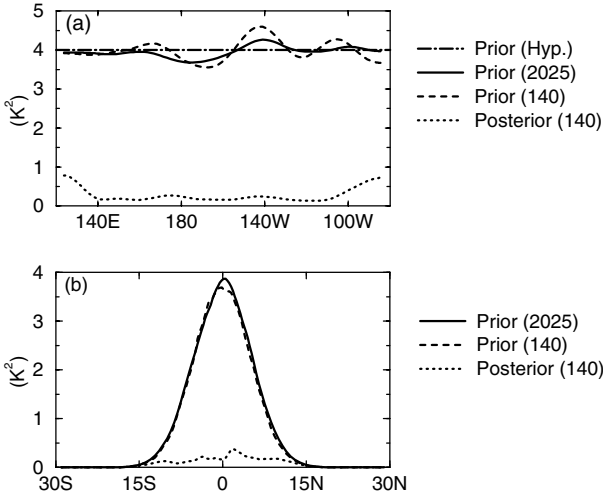 (a)
5
4
3
2
1
0
(K²)
140E 180 140W 100W
Prior (Hyp.)
Prior (2025)
Prior (140)
Posterior (140)
(b)
4
3
2
1
0
(K²)
30S 15S 0 15N 30N
Prior (2025)
Prior (140)
Posterior (140)